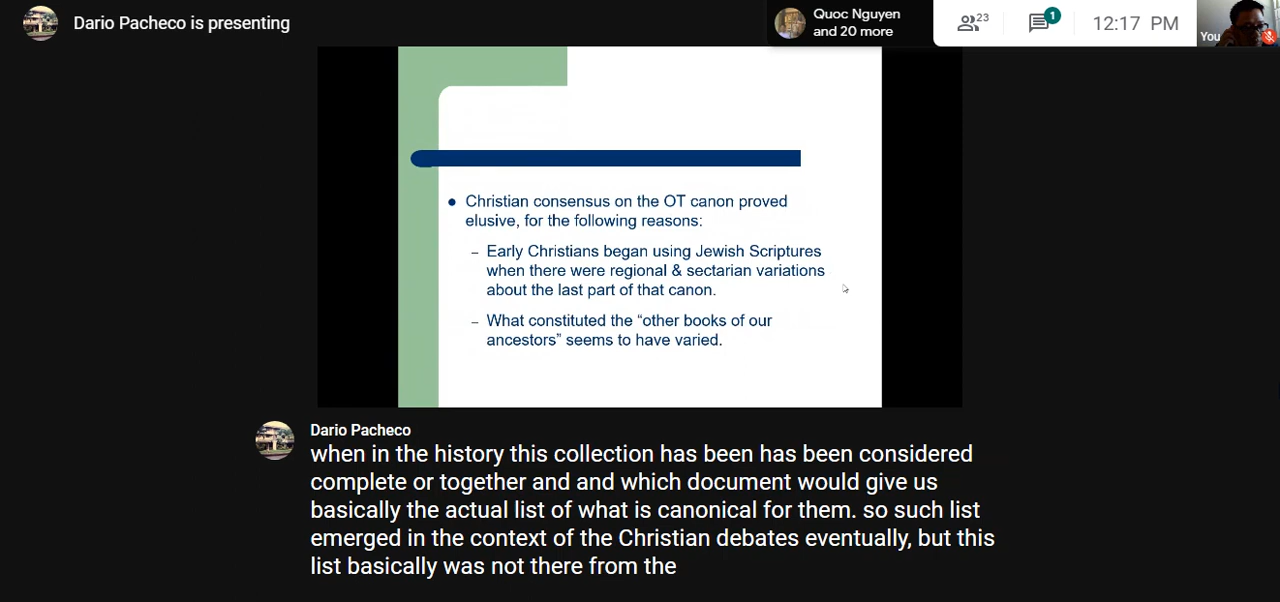 Dario Pacheco is presenting
Quoc Nguyen
and 20 more
23
1
12:17 PM
You
● Christian consensus on the OT canon proved
elusive, for the following reasons:
– Early Christians began using Jewish Scriptures
when there were regional & sectarian variations
about the last part of that canon.
– What constituted the “other books of our
ancestors” seems to have varied.
Dario Pacheco
when in the history this collection has been has been considered
complete or together and and which document would give us
basically the actual list of what is canonical for them. so such list
emerged in the context of the Christian debates eventually, but this
list basically was not there from the